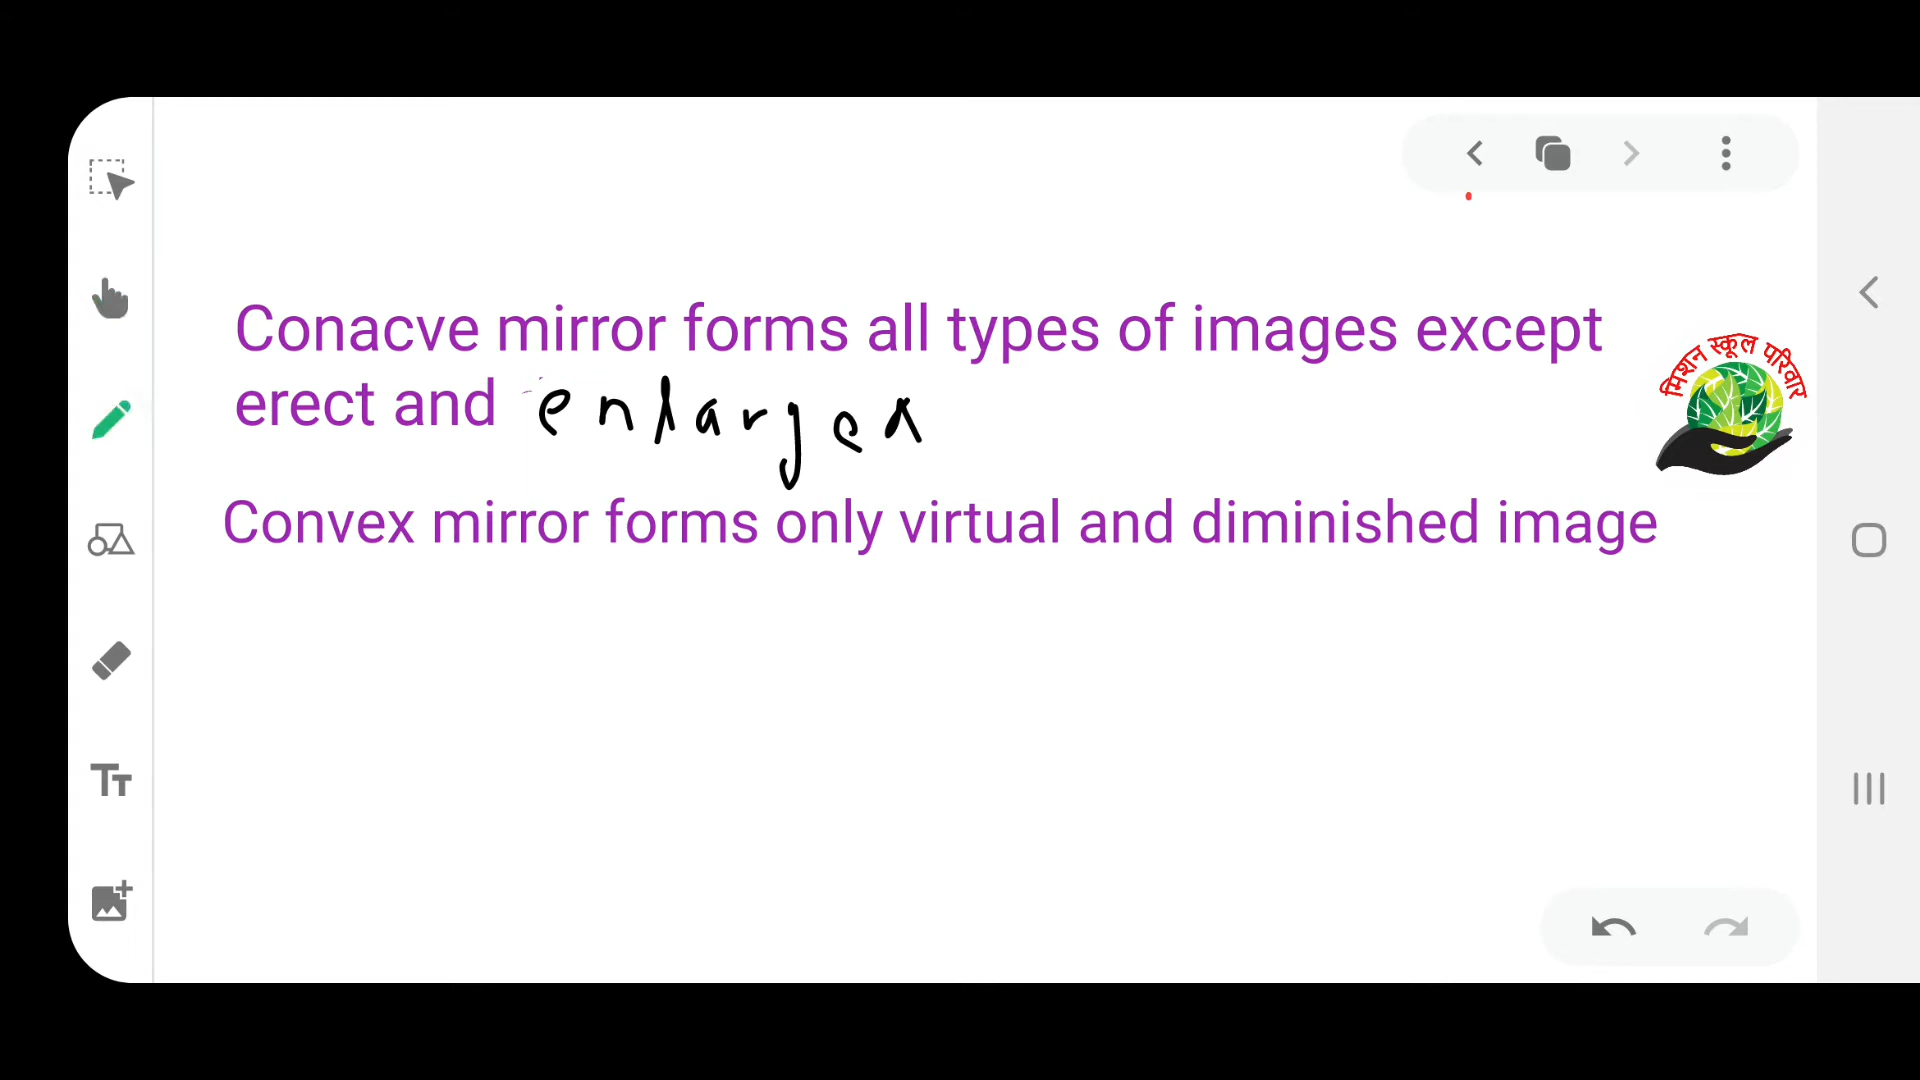 Conacve mirror forms all types of images except
erect and enlarged
Convex mirror forms only virtual and diminished image
मिशन स्कूल परिवार
TT